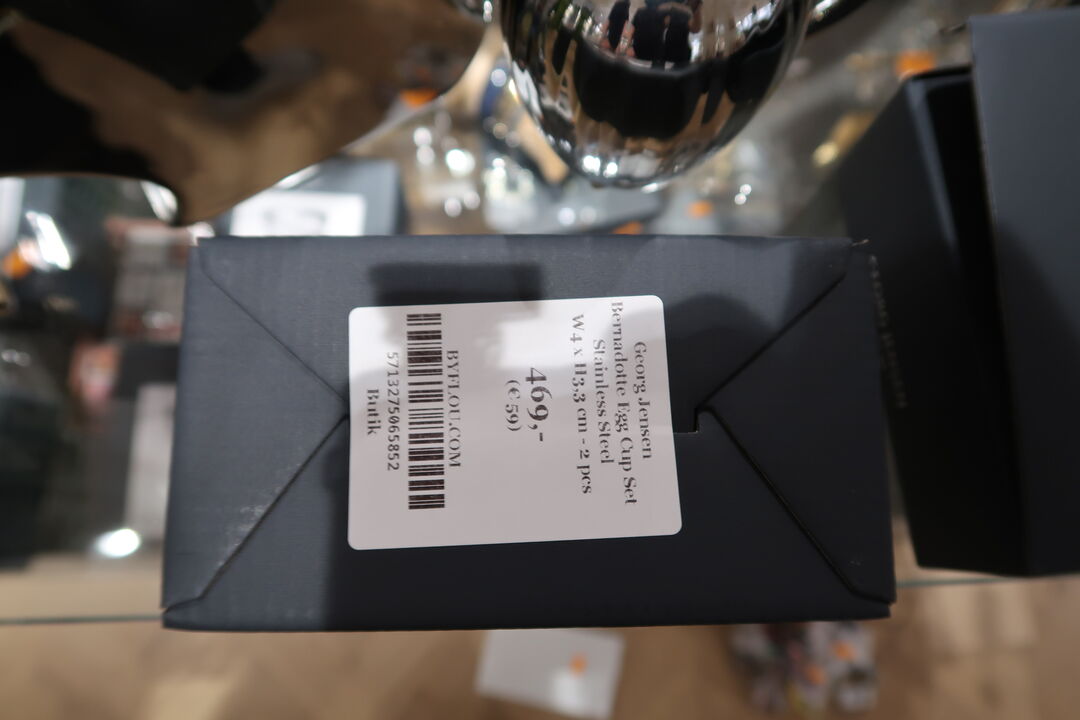 Georg Jensen
Bernadotte Egg Cup Set
Stainless Steel
W4 x H3,3 cm - 2 pcs
469,-
(€ 59)
BYFLOU.COM
5713275065852
Butik